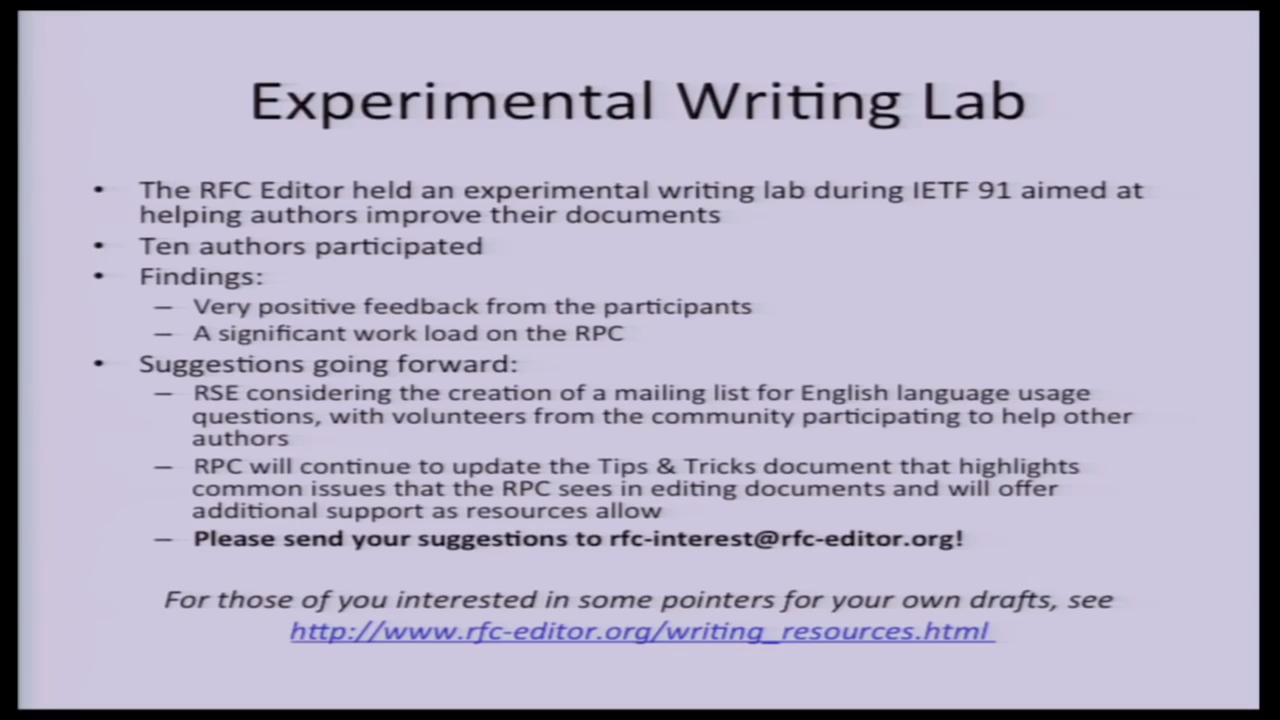 Experimental Writing Lab
• The RFC Editor held an experimental writing lab during IETF 91 aimed at
helping authors improve their documents
• Ten authors participated
• Findings:
– Very positive feedback from the participants
– A significant work load on the RPC
• Suggestions going forward:
– RSE considering the creation of a mailing list for English language usage
questions, with volunteers from the community participating to help other
authors
– RPC will continue to update the Tips & Tricks document that highlights
common issues that the RPC sees in editing documents and will offer
additional support as resources allow
– Please send your suggestions to rfc-interest@rfc-editor.org!
For those of you interested in some pointers for your own drafts, see
http://www.rfc-editor.org/writing_resources.html